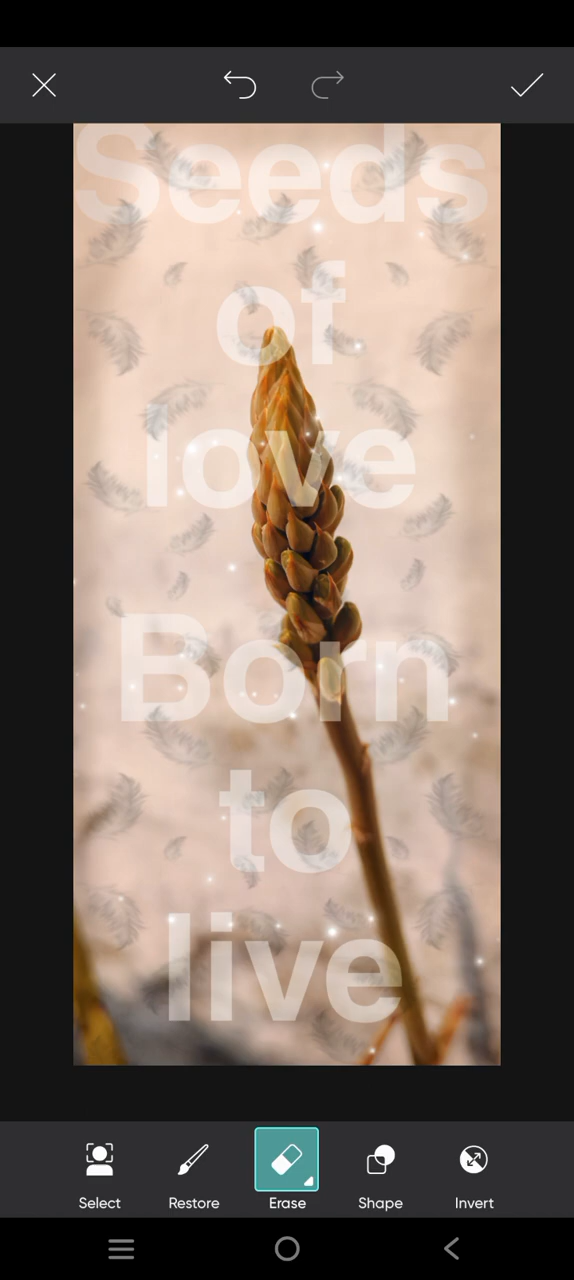 Seeds
of
love
Born
to
live
Select Restore Erase Shape Invert